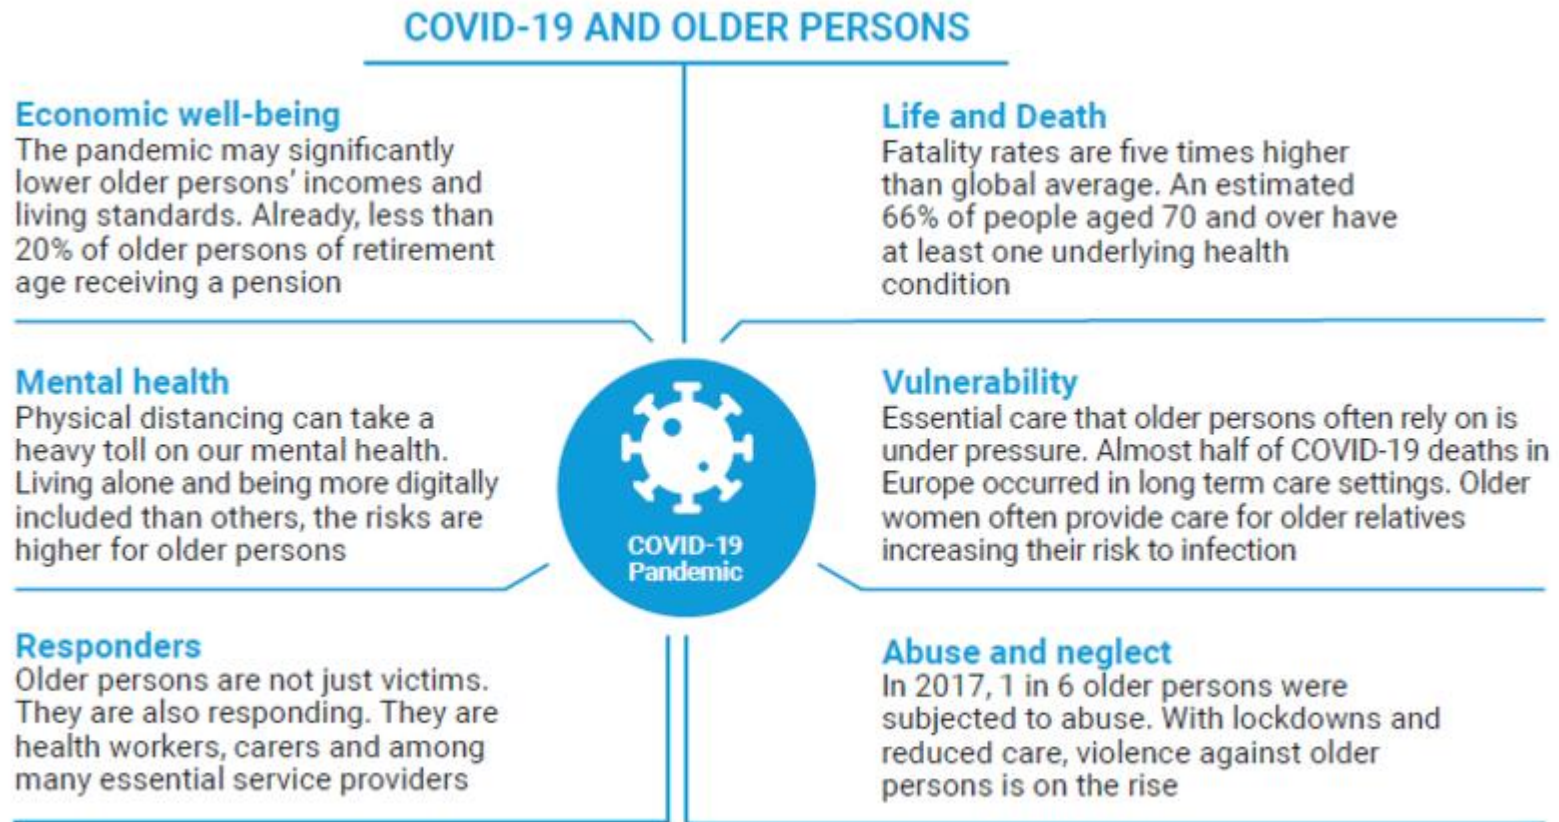 COVID-19 AND OLDER PERSONS
Economic well-being
The pandemic may significantly
lower older persons' incomes and
living standards. Already, less than
20% of older persons of retirement
age receiving a pension
Life and Death
Fatality rates are five times higher
than global average. An estimated
66% of people aged 70 and over have
at least one underlying health
condition
Mental health
Physical distancing can take a
heavy toll on our mental health.
Living alone and being more digitally
included than others, the risks are
higher for older persons
COVID-19
Pandemic
Vulnerability
Essential care that older persons often rely on is
under pressure. Almost half of COVID-19 deaths in
Europe occurred in long term care settings. Older
women often provide care for older relatives
increasing their risk to infection
Responders
Older persons are not just victims.
They are also responding. They are
health workers, carers and among
many essential service providers
Abuse and neglect
In 2017, 1 in 6 older persons were
subjected to abuse. With lockdowns and
reduced care, violence against older
persons is on the rise